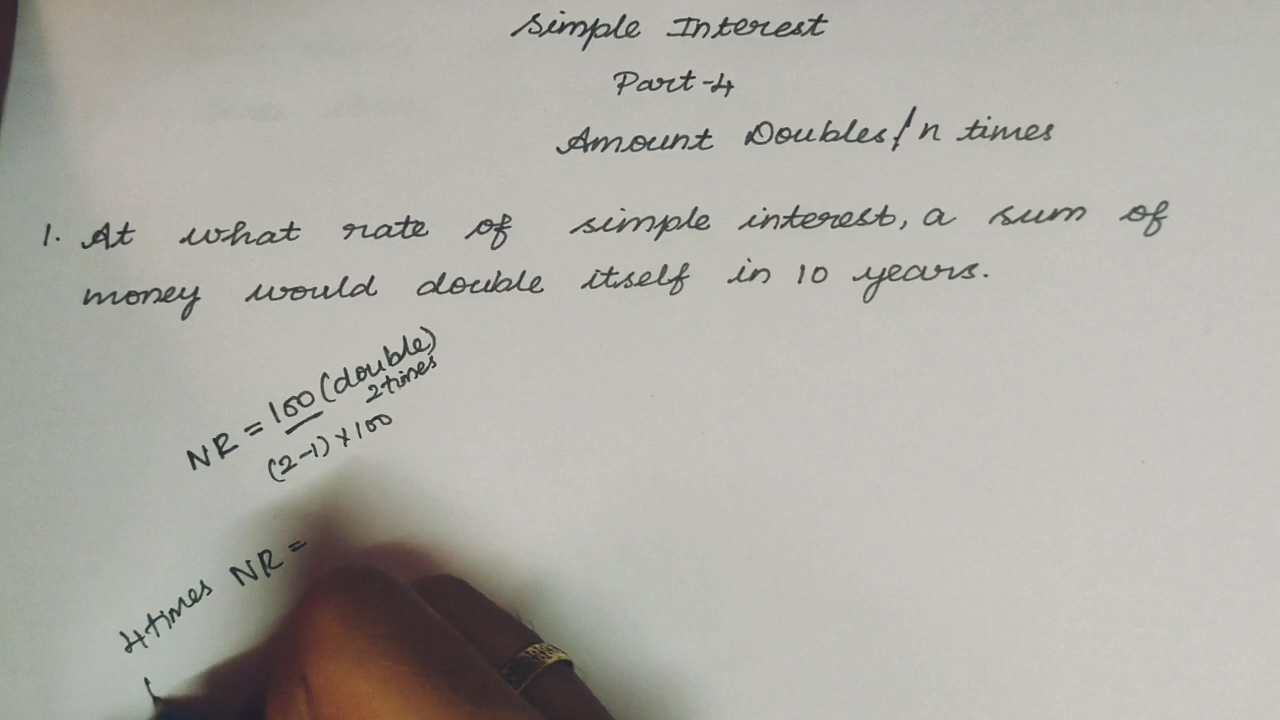 Simple Interest
Part-4
Amount Doubles/n times
1. At what rate of simple interest, a sum of
money would double itself in 10 years.
NR = 100 (double)
2 times
(2-1) × 100
4 times NR =